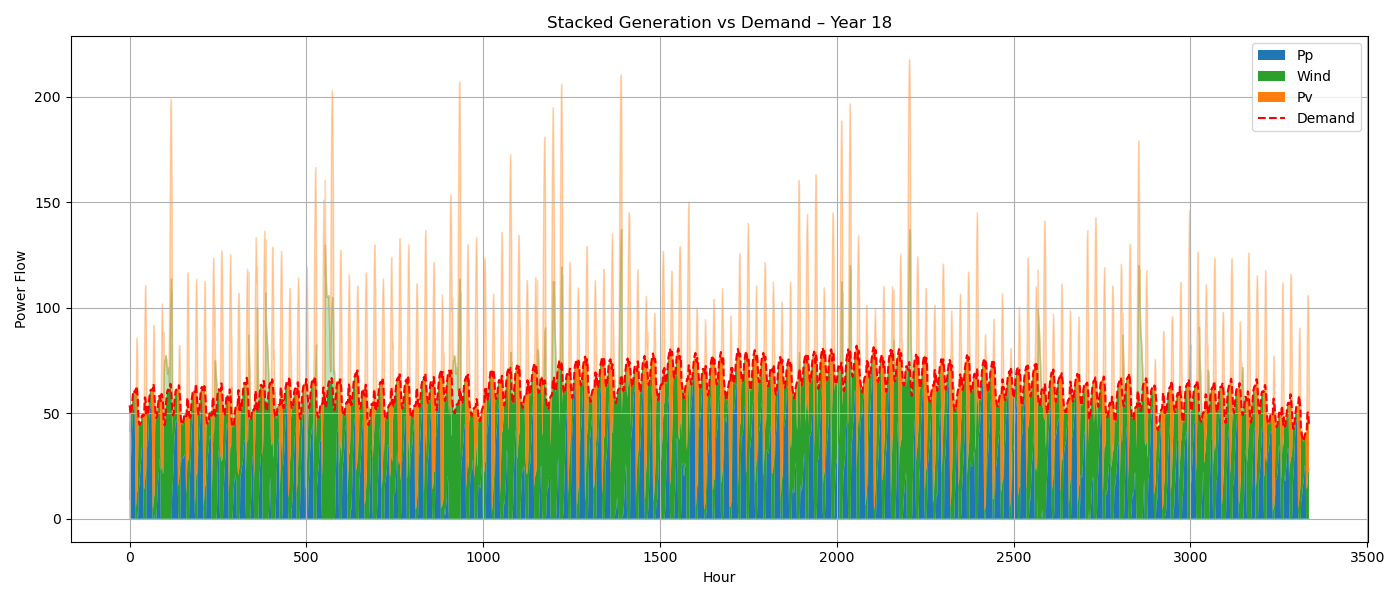 Stacked Generation vs Demand – Year 18
Pp
Wind
Pv
Demand
Power Flow
200
150
100
50
0
0 500 1000 1500 2000 2500 3000 3500
Hour